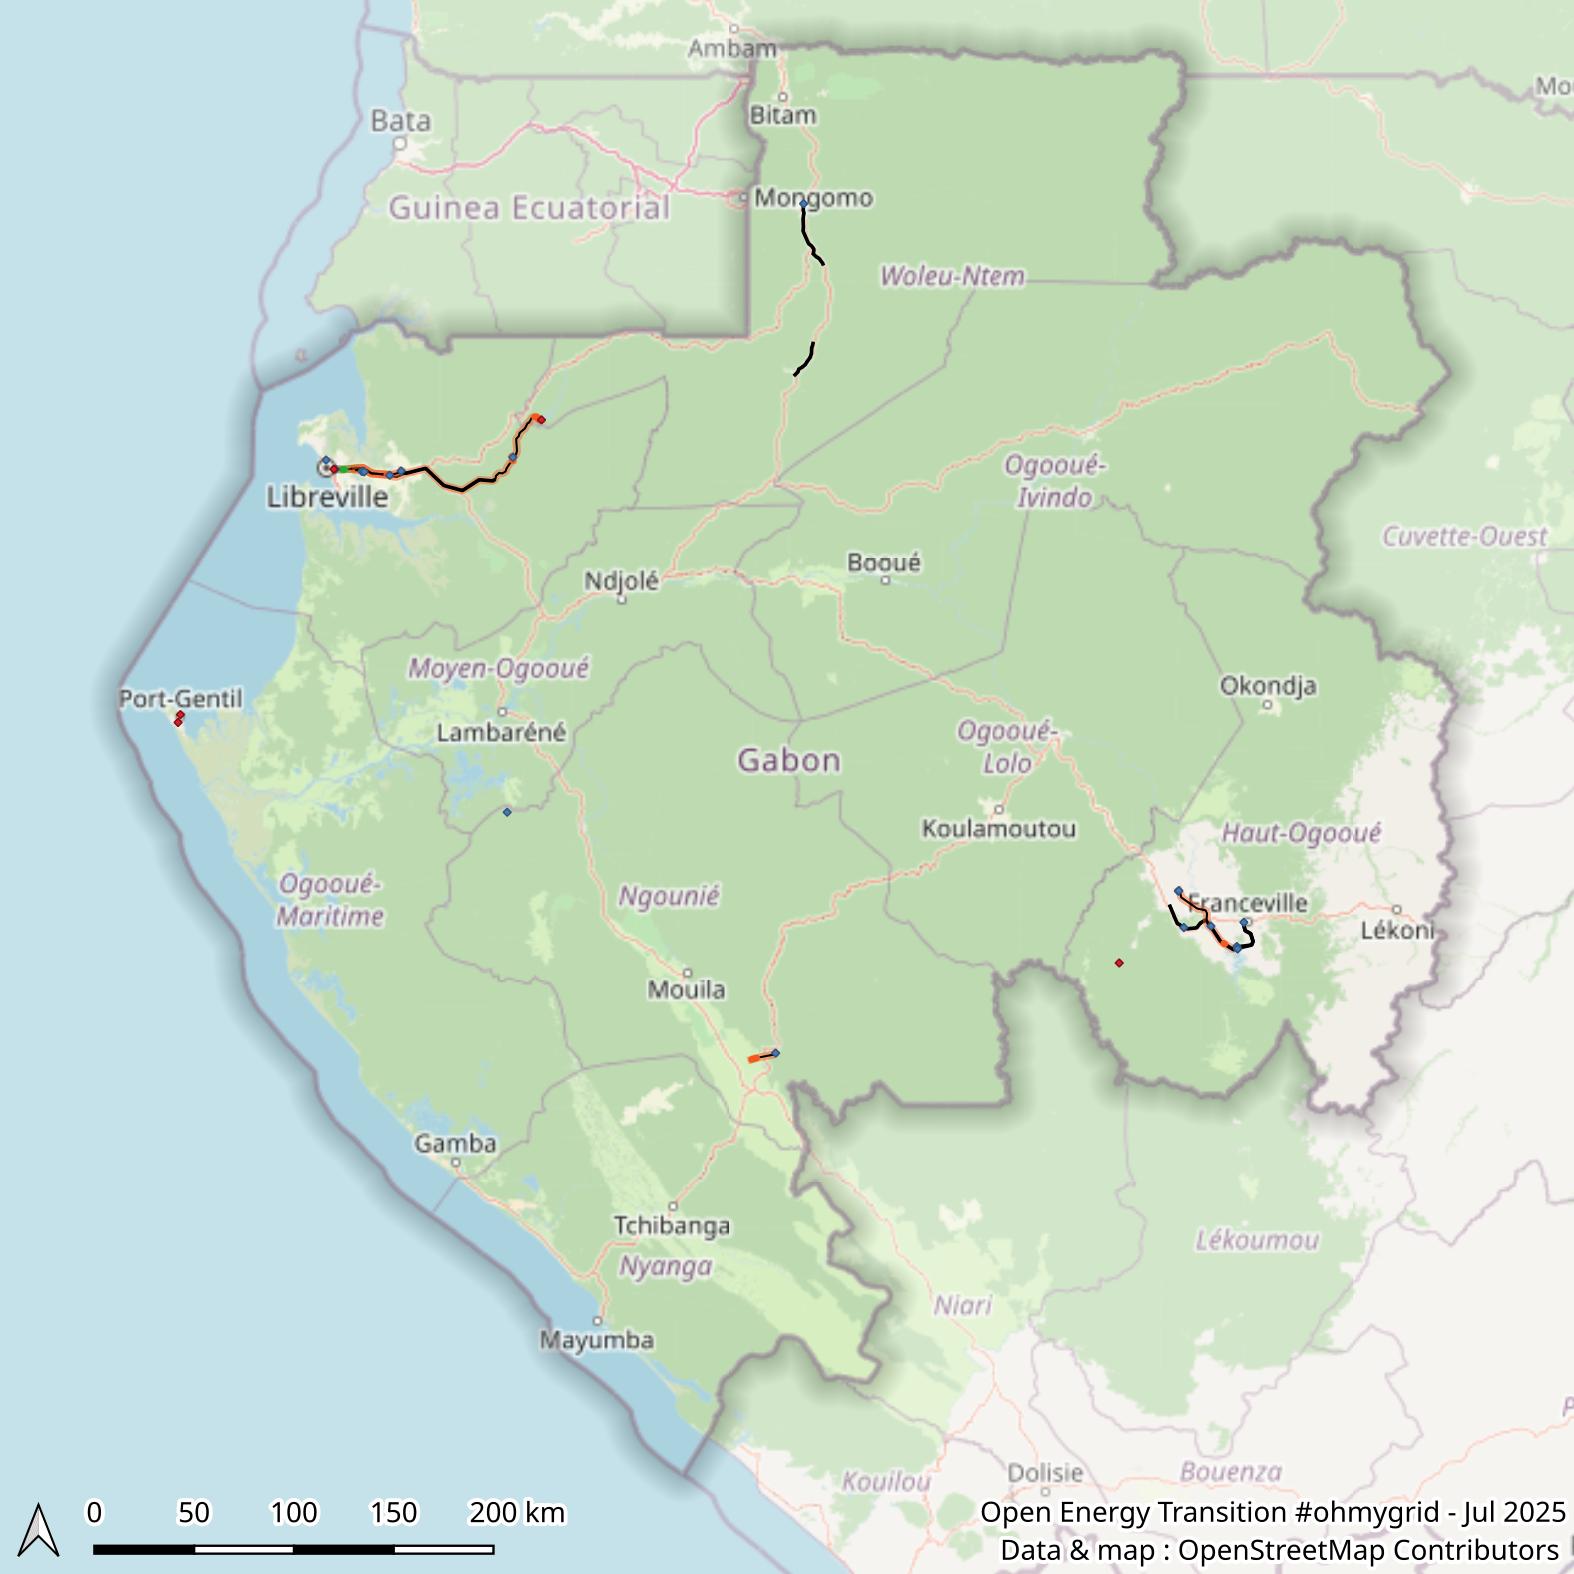 Ambam
Mou
Bitam
Bata
Mongomo
Guinea Ecuatorial
Woleu-Ntem
Ogooué-
Ivindo
Libreville
Cuvette-Ouest
Booué
Ndjolé
Moyen-Ogooué
Okondja
Port-Gentil
Lambaréné
Ogooué-
Lolo
Gabon
Koulamoutou
Haut-Ogooué
Ogooué-
Maritime
Ngounié
Franceville
Lékoni
Mouila
Gamba
Tchibanga
Lékoumou
Nyanga
Niari
Mayumba
P
Kouilou
Dolisie
Bouenza
0 50 100 150 200 km
Open Energy Transition #ohmygrid - Jul 2025
Data & map : OpenStreetMap Contributors